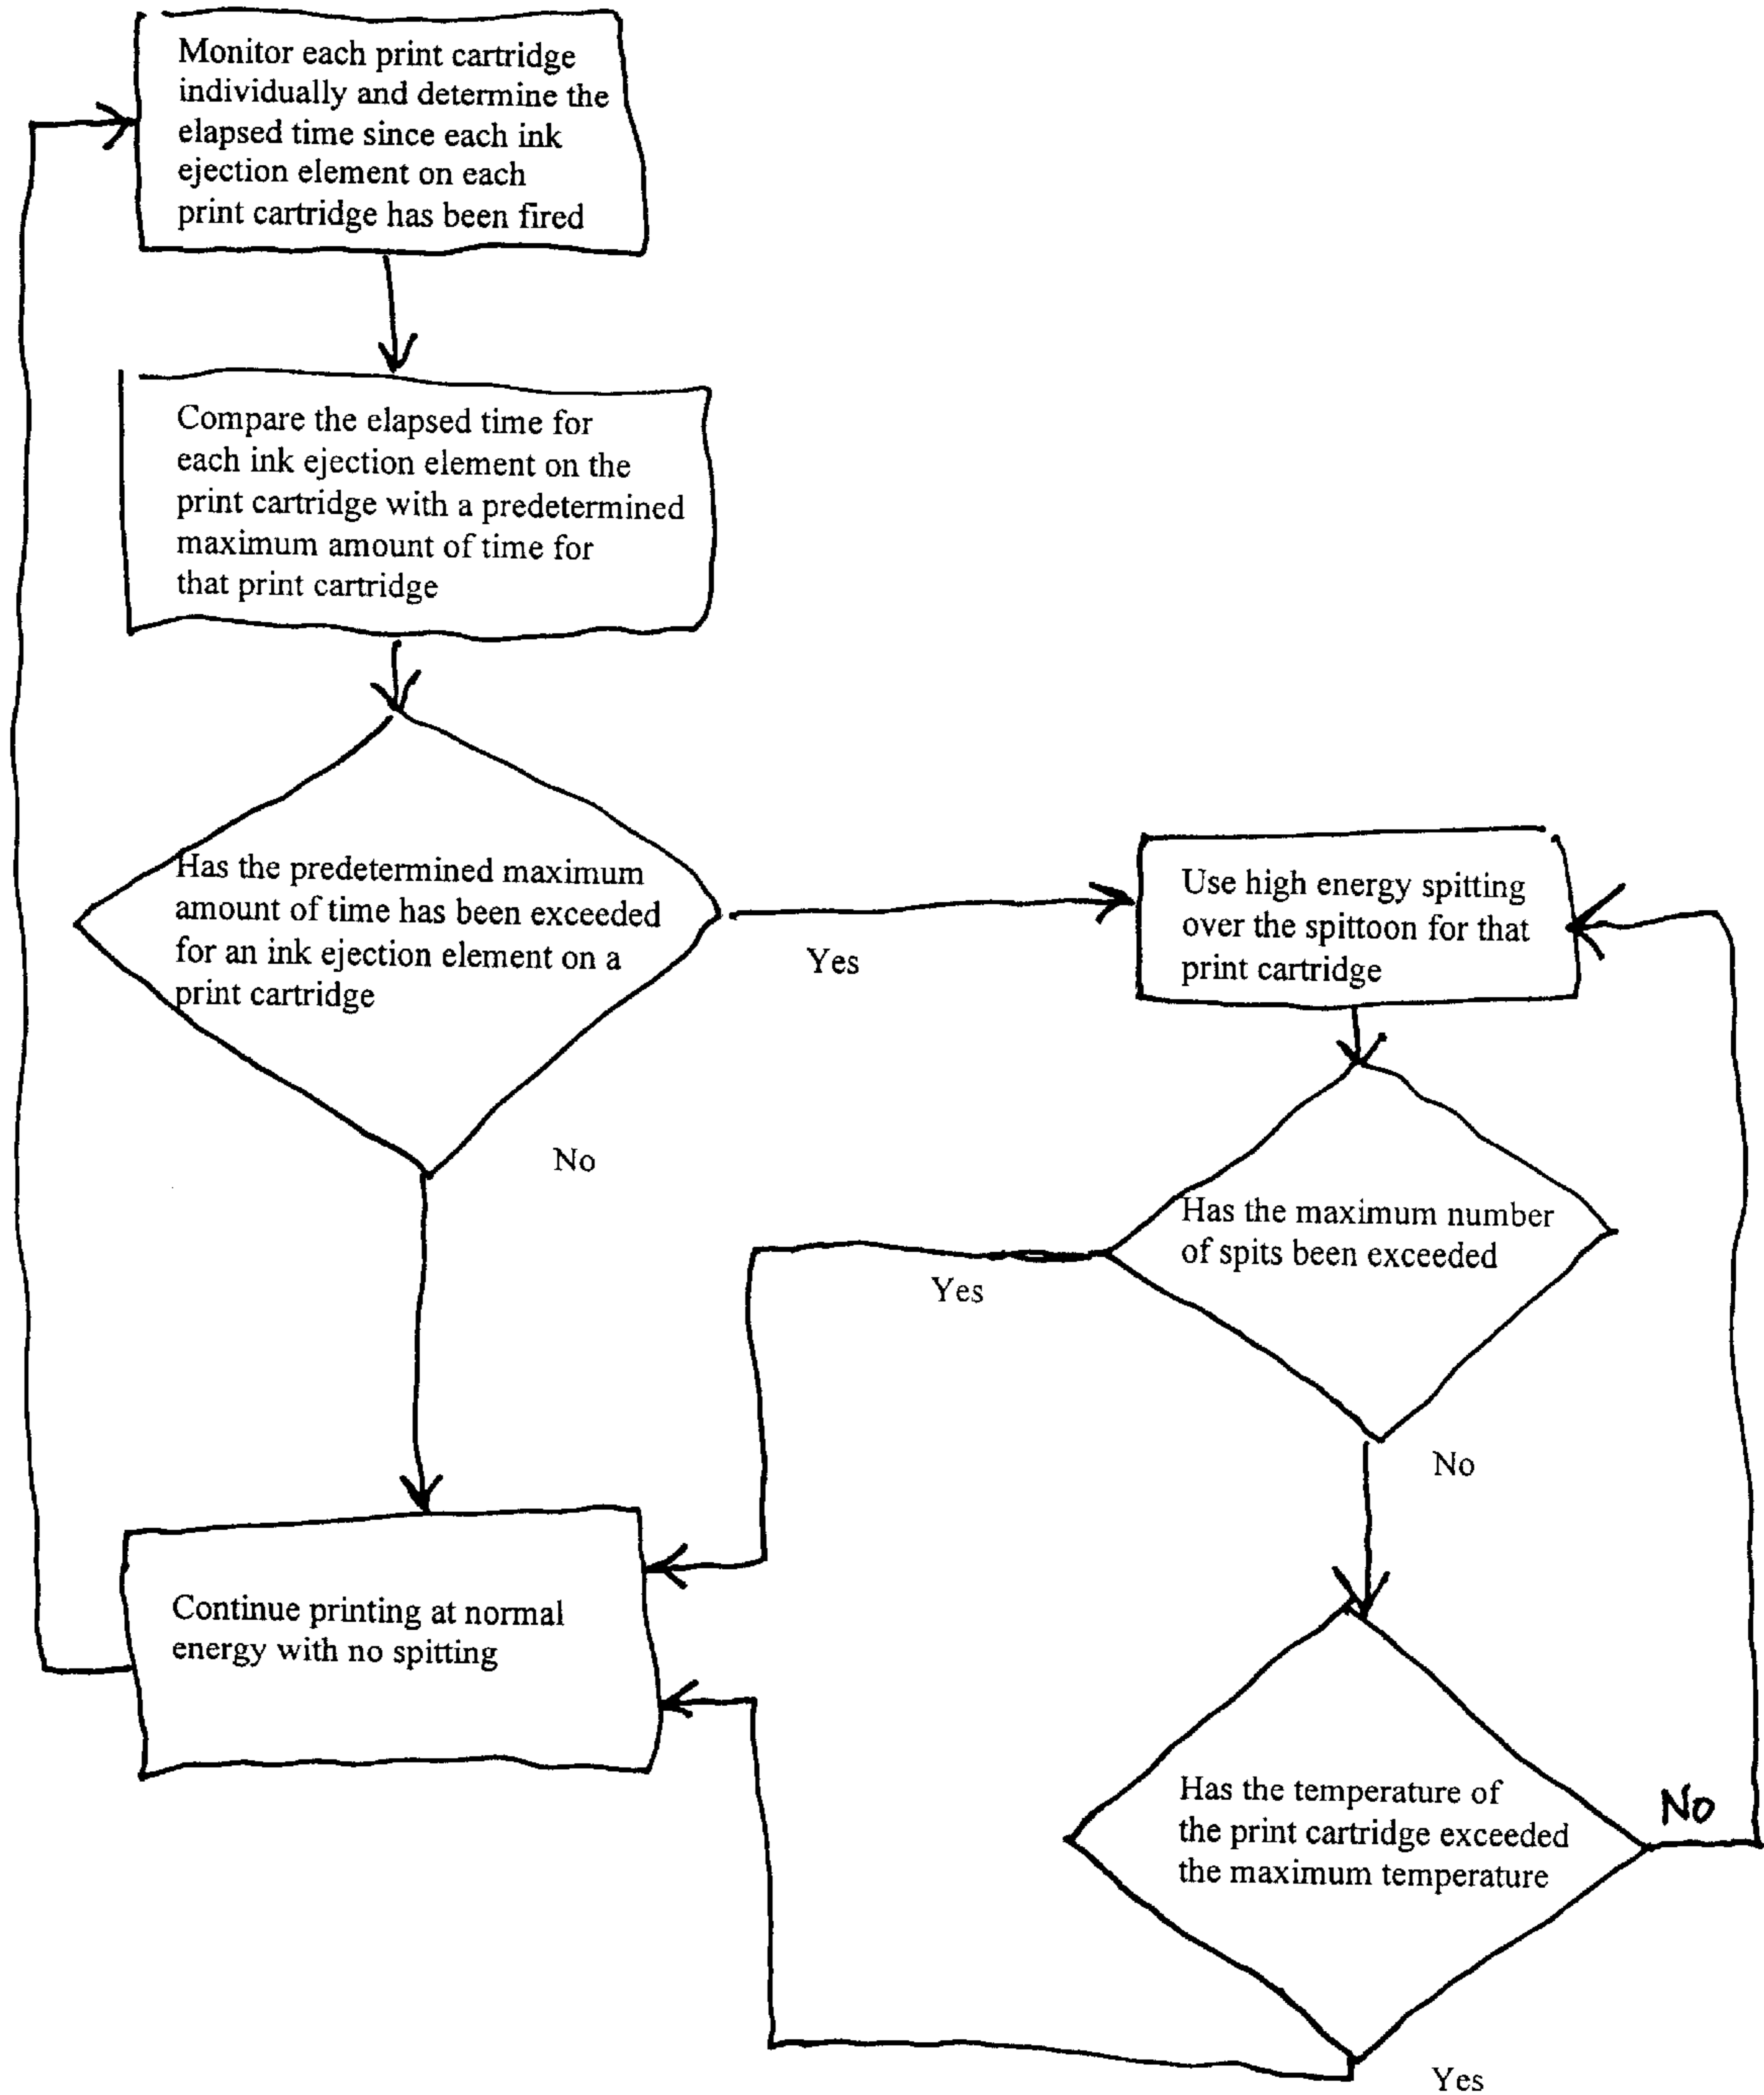 Monitor each print cartridge
individually and determine the
elapsed time since each ink
ejection element on each
print cartridge has been fired
Compare the elapsed time for
each ink ejection element on the
print cartridge with a predetermined
maximum amount of time for
that print cartridge
Has the predetermined maximum
amount of time has been exceeded
for an ink ejection element on a
print cartridge
Yes
No
Use high energy spitting
over the spittoon for that
print cartridge
Has the maximum number
of spits been exceeded
Yes
No
Continue printing at normal
energy with no spitting
Has the temperature of
the print cartridge exceeded
the maximum temperature
No
Yes